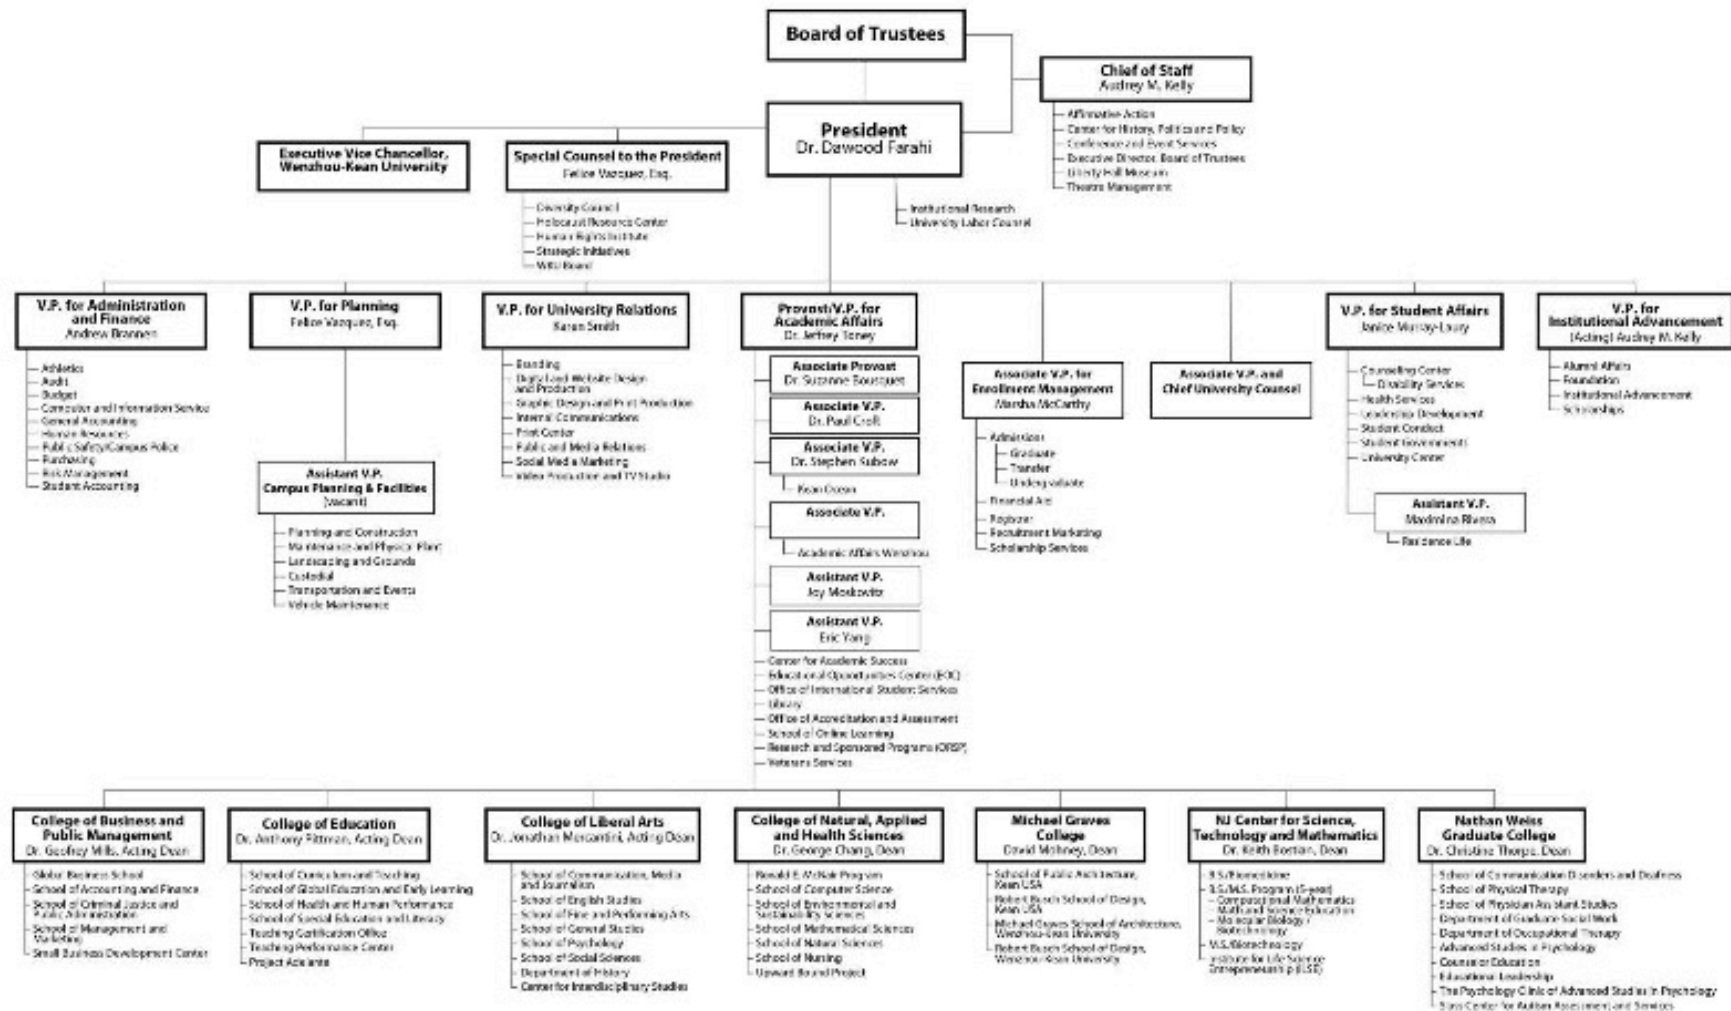 Board of Trustees
Chief of Staff
Audrey M. Kelly
Affirmative Action
Center for History, Politics and Policy
Conference and Event Services
Executive Director, Board of Trustees
Liberty Hall Museum
Theatre Management
President
Dr. Dawood Farahi
Institutional Research
University Labor Counsel
Executive Vice Chancellor,
Wenzhou-Kean University
Special Counsel to the President
Felice Vazquez, Esq.
Diversity Council
Holocaust Resource Center
Human Rights Institute
Strategic Initiatives
WKU Board
V.P. for Administration
and Finance
Andrew Brannen
Athletics
Audit
Budget
Computer and Information Service
General Accounting
Human Resources
Public Safety/Campus Police
Purchasing
Risk Management
Student Accounting
V.P. for Planning
Felice Vazquez, Esq.
Assistant V.P.
Campus Planning & Facilities
(vacant)
Planning and Construction
Maintenance and Physical Plant
Landscaping and Grounds
Custodial
Transportation and Events
Vehicle Maintenance
V.P. for University Relations
Karen Smith
Branding
Digital and Website Design
and Production
Graphic Design and Print Production
Internal Communications
Print Center
Public and Media Relations
Social Media Marketing
Video Production and TV Studio
Provost/V.P. for
Academic Affairs
Dr. Jeffrey Toney
Associate Provost
Dr. Suzanne Bousquet
Associate V.P.
Dr. Paul Croft
Associate V.P.
Dr. Stephen Kubow
Kean Ocean
Associate V.P.
Academic Affairs Wenzhou
Assistant V.P.
Joy Moskovitz
Assistant V.P.
Eric Yang
Center for Academic Success
Educational Opportunities Center (EOC)
Office of International Student Services
Library
Office of Accreditation and Assessment
School of Online Learning
Research and Sponsored Programs (ORSP)
Veterans Services
Associate V.P. for
Enrollment Management
Marsha McCarthy
Admissions
Graduate
Transfer
Undergraduate
Financial Aid
Registrar
Recruitment Marketing
Scholarship Services
Associate V.P. and
Chief University Counsel
V.P. for Student Affairs
Janice Murray-Laury
Counseling Center
Disability Services
Health Services
Leadership Development
Student Conduct
Student Governments
University Center
Assistant V.P.
Maximina Rivera
Residence Life
V.P. for
Institutional Advancement
(Acting) Audrey M. Kelly
Alumni Affairs
Foundation
Institutional Advancement
Scholarships
College of Business and
Public Management
Dr. Geofrey Mills, Acting Dean
Global Business School
School of Accounting and Finance
School of Criminal Justice and
Public Administration
School of Management and
Marketing
Small Business Development Center
College of Education
Dr. Anthony Pittman, Acting Dean
School of Curriculum and Teaching
School of Global Education and Early Learning
School of Health and Human Performance
School of Special Education and Literacy
Teaching Certification Office
Teaching Performance Center
Project Adelante
College of Liberal Arts
Dr. Jonathan Mercantini, Acting Dean
School of Communication, Media
and Journalism
School of English Studies
School of Fine and Performing Arts
School of General Studies
School of Psychology
School of Social Sciences
Department of History
Center for Interdisciplinary Studies
College of Natural, Applied
and Health Sciences
Dr. George Chang, Dean
Ronald E. McNair Program
School of Computer Science
School of Environmental and
Sustainability Sciences
School of Mathematical Sciences
School of Natural Sciences
School of Nursing
Upward Bound Project
Michael Graves
College
David Mohney, Dean
School of Public Architecture,
Kean USA
Robert Busch School of Design,
Kean USA
Michael Graves School of Architecture,
Wenzhou-Kean University
Robert Busch School of Design,
Wenzhou-Kean University
NJ Center for Science,
Technology and Mathematics
Dr. Keith Bostian, Dean
B.S./Biomedicine
B.S./M.S. Program (5-year)
Computational Mathematics
Math and Science Education
Molecular Biology /
Biotechnology
M.S./Biotechnology
Institute for Life Science
Entrepreneurship (ILSE)
Nathan Weiss
Graduate College
Dr. Christine Thorpe, Dean
School of Communication Disorders and Deafness
School of Physical Therapy
School of Physician Assistant Studies
Department of Graduate Social Work
Department of Occupational Therapy
Advanced Studies in Psychology
Counselor Education
Educational Leadership
The Psychology Clinic of Advanced Studies in Psychology
Center for Autism Assessment and Services